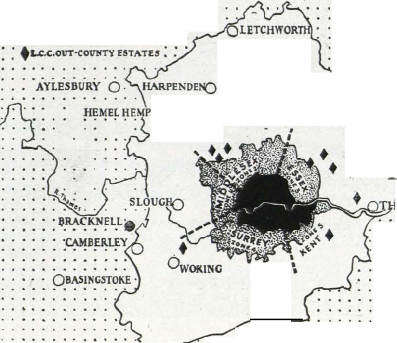 LETCHWORTH
L.C.C. OUT-COUNTY ESTATES
AYLESBURY
HARPENDEN
HEMEL HEMP
MIDDLESEX
ESSEX
R. Thames
SLOUGH
TH
BRACKNELL
SURREY
KENT
CAMBERLEY
WOKING
BASINGSTOKE